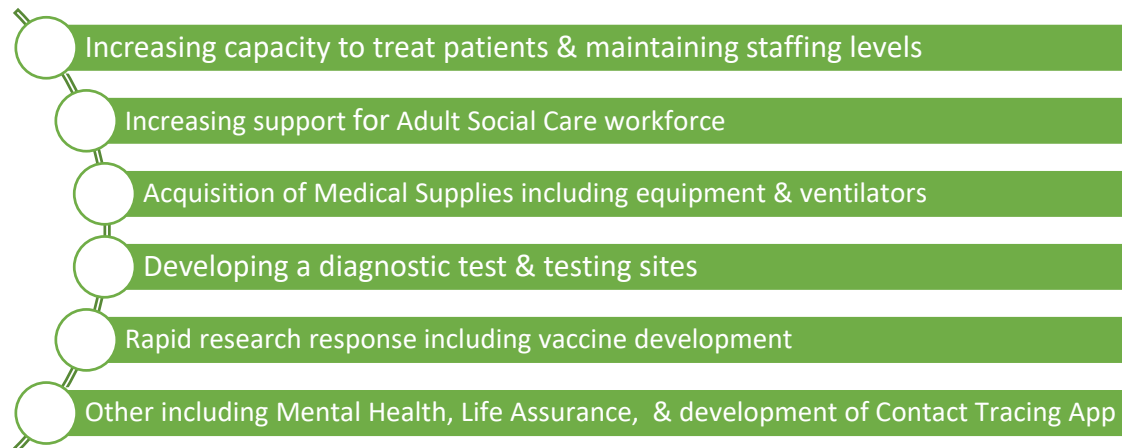 Increasing capacity to treat patients & maintaining staffing levels
Increasing support for Adult Social Care workforce
Acquisition of Medical Supplies including equipment & ventilators
Developing a diagnostic test & testing sites
Rapid research response including vaccine development
Other including Mental Health, Life Assurance, & development of Contact Tracing App